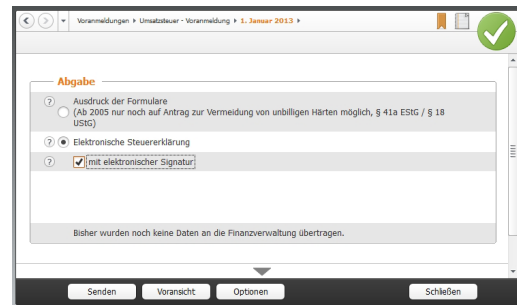 Voranmeldungen Umsatzsteuer - Voranmeldung 1. Januar 2013
Abgabe
Ausdruck der Formulare
(Ab 2005 nur noch auf Antrag zur Vermeidung von unbilligen Härten möglich, § 41a EStG / § 18
UStG)
Elektronische Steuererklärung
mit elektronischer Signatur
Bisher wurden noch keine Daten an die Finanzverwaltung übertragen.
Senden Voransicht Optionen Schließen